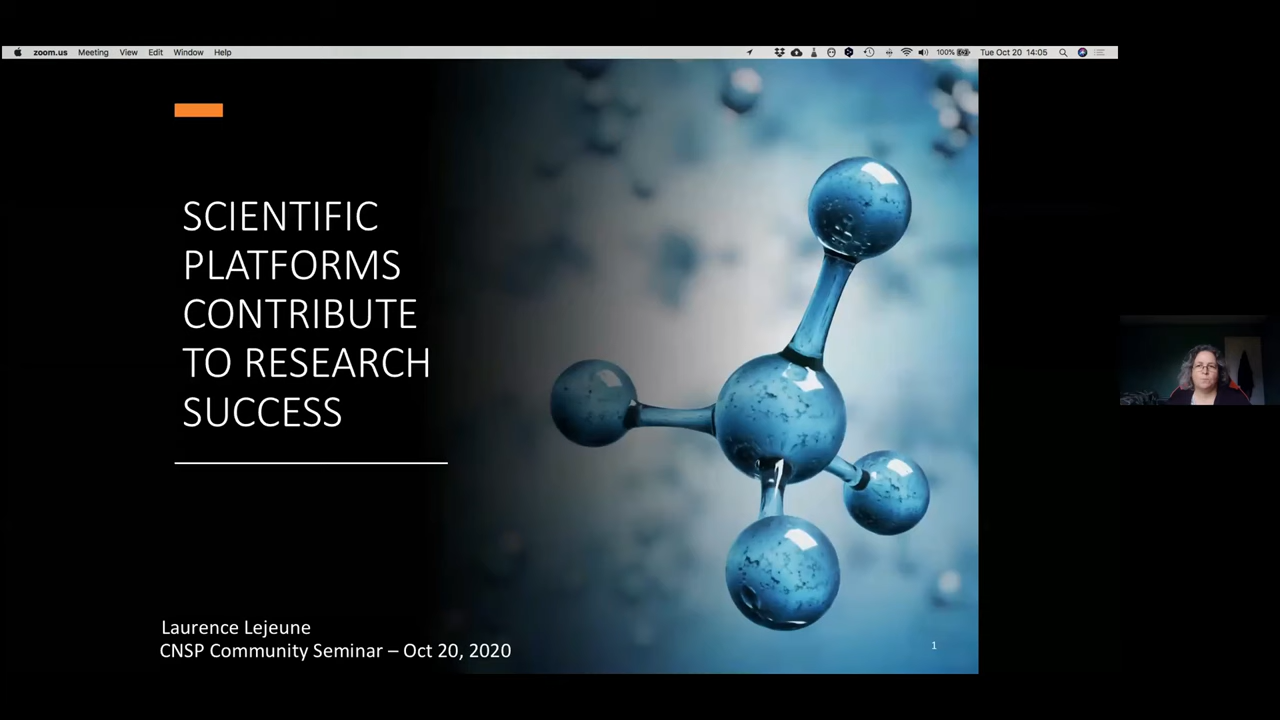 zoom.us Meeting View Edit Window Help 100% Tue Oct 20 14:05
SCIENTIFIC
PLATFORMS
CONTRIBUTE
TO RESEARCH
SUCCESS
Laurence Lejeune
CNSP Community Seminar – Oct 20, 2020
1